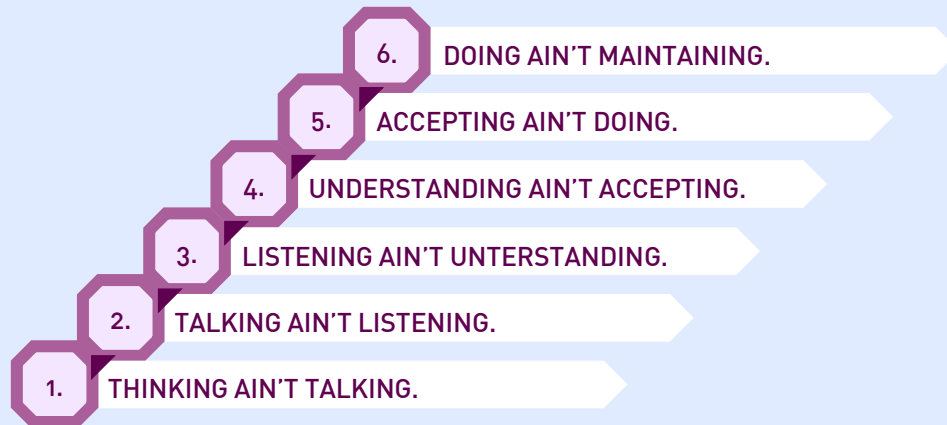 6. DOING AIN'T MAINTAINING.
5. ACCEPTING AIN'T DOING.
4. UNDERSTANDING AIN'T ACCEPTING.
3. LISTENING AIN'T UNTERSTANDING.
2. TALKING AIN'T LISTENING.
1. THINKING AIN'T TALKING.